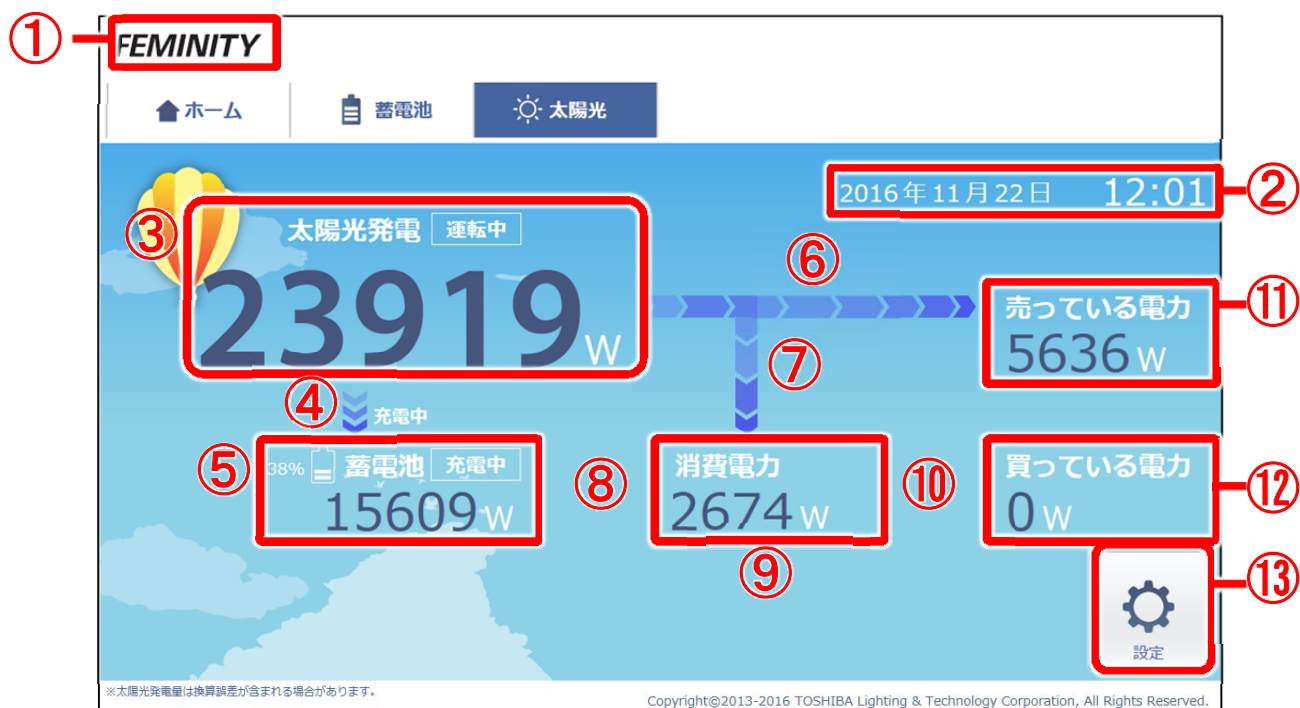 ①
FEMINITY
ホーム 蓄電池 太陽光
2016年11月22日 12:01
②
③
太陽光発電 運転中
23919W
⑥
売っている電力
5636W
⑪
⑦
④
充電中
⑤
38% 蓄電池 充電中
15609W
⑧
消費電力
2674W
⑩
買っている電力
0W
⑫
⑨
⑬
設定
※太陽光発電量は換算誤差が含まれる場合があります。
Copyright©2013-2016 TOSHIBA Lighting & Technology Corporation, All Rights Reserved.